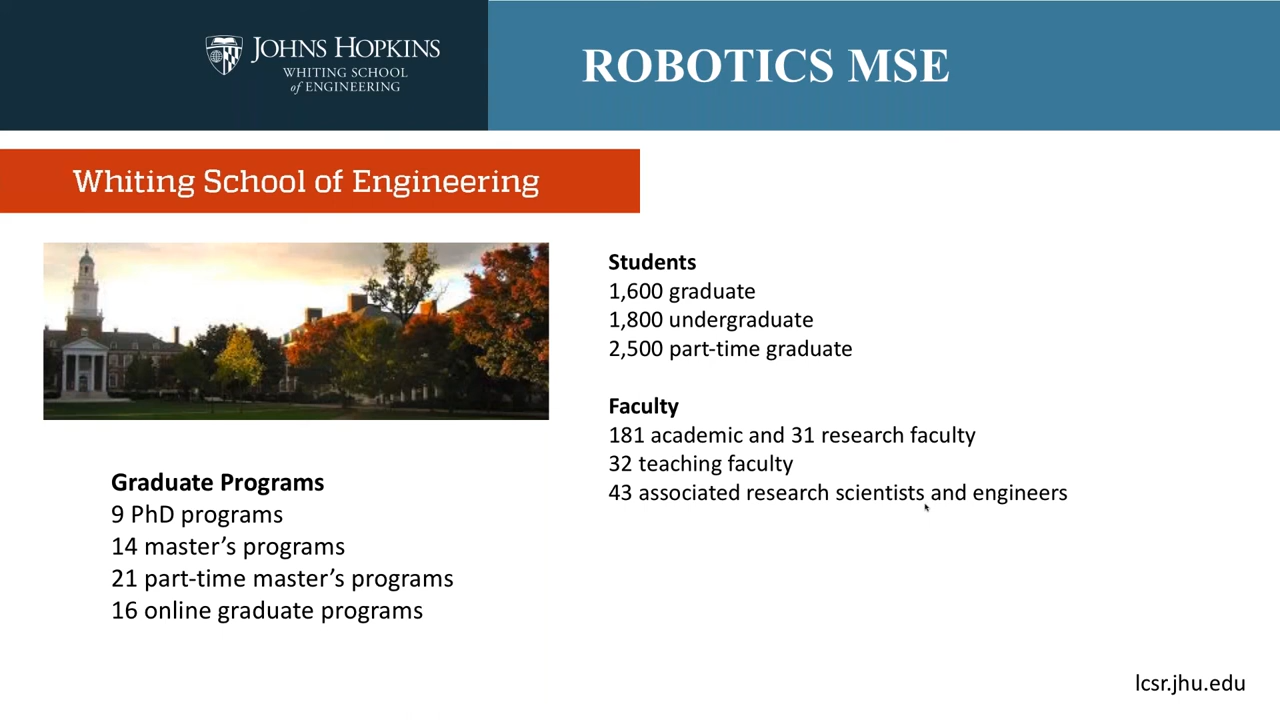 JOHNS HOPKINS
WHITING SCHOOL
of ENGINEERING
ROBOTICS MSE
Whiting School of Engineering
Students
1,600 graduate
1,800 undergraduate
2,500 part-time graduate
Faculty
181 academic and 31 research faculty
32 teaching faculty
43 associated research scientists and engineers
Graduate Programs
9 PhD programs
14 master’s programs
21 part-time master’s programs
16 online graduate programs
lcsr.jhu.edu